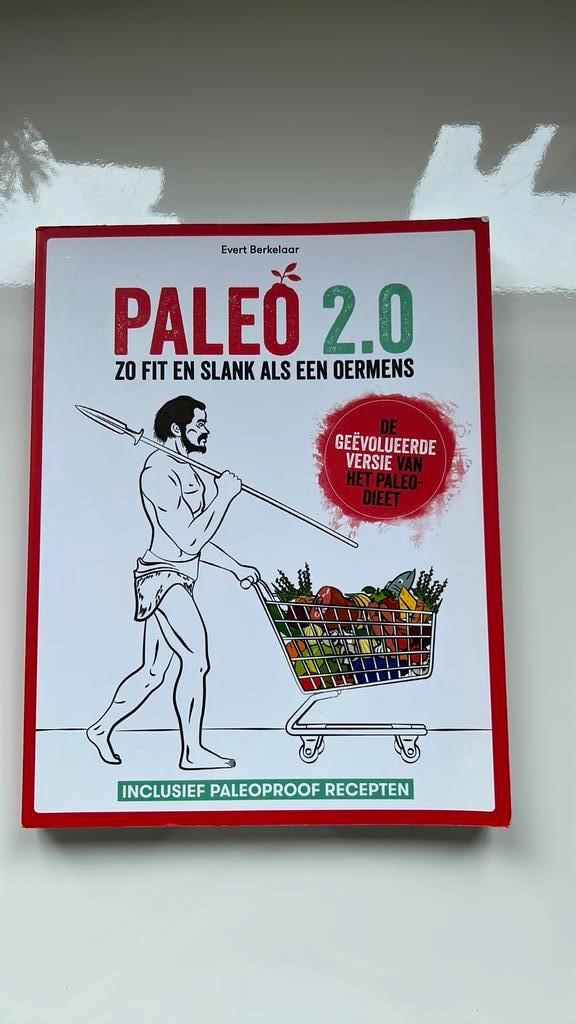 Evert Berkelaar
PALEO 2.0
ZO FIT EN SLANK ALS EEN OERMENS
DE
GEËVOLUEERDE
VERSIE VAN
HET PALEO-
DIEET
INCLUSIEF PALEOPROOF RECEPTEN